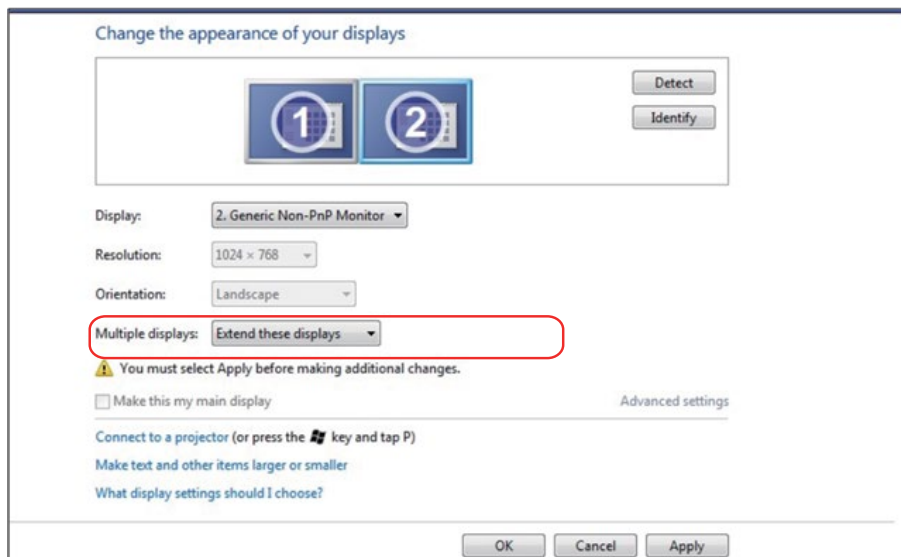 Change the appearance of your displays
1 2
Detect
Identify
Display: 2. Generic Non-PnP Monitor
Resolution: 1024 × 768
Orientation: Landscape
Multiple displays: Extend these displays
You must select Apply before making additional changes.
Make this my main display Advanced settings
Connect to a projector (or press the key and tap P)
Make text and other items larger or smaller
What display settings should I choose?
OK Cancel Apply